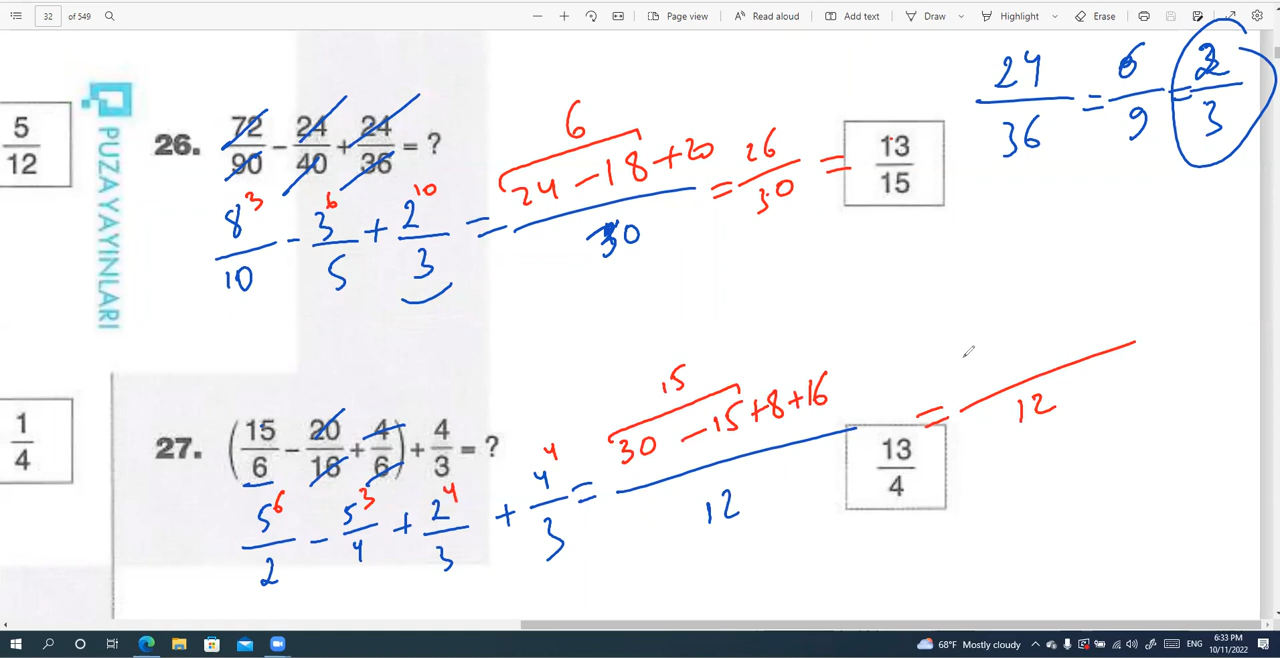 32 of 549 Page view Read aloud Add text Draw Highlight Erase
24/36 = 6/9 = 2/3
5/12
PUZA YAYINLARI
26. 72/90 - 24/40 + 24/36 = ?
8/10 - 3/5 + 2/3 = (24 - 18 + 20)/30 = 26/30 = 13/15
3 6 10
6
1/4
27. (15/6 - 20/16 + 4/6) + 4/3 = ?
5/2 - 5/4 + 2/3 + 4/3 = (30 - 15 + 8 + 16)/12 = /12
6 3 4 4
15
13/4
68°F Mostly cloudy ENG 6:33 PM
10/11/2022